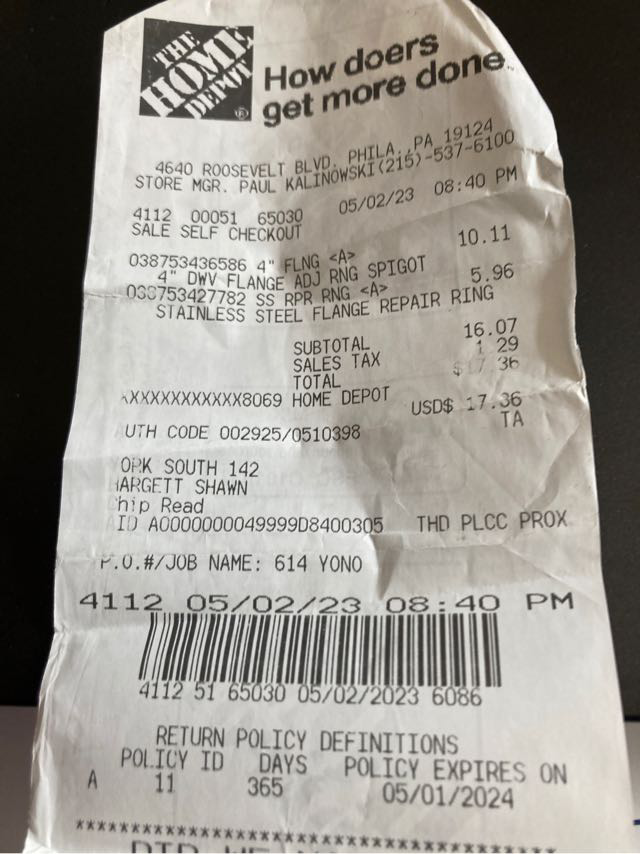 THE
HOME
DEPOT
How doers
get more done.
4640 ROOSEVELT BLVD. PHILA., PA 19124
STORE MGR. PAUL KALINOWSKI(215)-537-6100
4112 00051 65030 05/02/23 08:40 PM
SALE SELF CHECKOUT
038753436586 4" FLNG <A> 10.11
4" DWV FLANGE ADJ RNG SPIGOT
038753427782 SS RPR RNG <A> 5.96
STAINLESS STEEL FLANGE REPAIR RING
SUBTOTAL 16.07
SALES TAX 1 29
TOTAL $17.36
XXXXXXXXXXXX8069 HOME DEPOT
USD$ 17.36
UTH CODE 002925/0510398 TA
ORK SOUTH 142
HARGETT SHAWN
Chip Read
AID A0000000049999D8400305 THD PLCC PROX
P.O.#/JOB NAME: 614 YONO
4112 05/02/23 08:40 PM
4112 51 65030 05/02/2023 6086
RETURN POLICY DEFINITIONS
POLICY ID DAYS POLICY EXPIRES ON
A 11 365 05/01/2024
**********************************************
DID WE